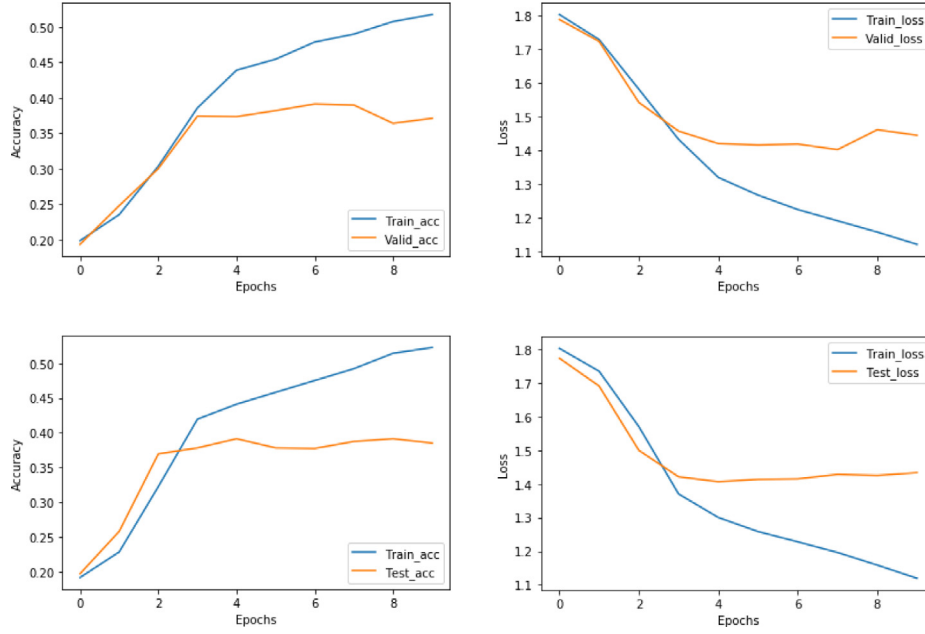 0.50
0.45
0.40
0.35
0.30
0.25
0.20
Accuracy
0 2 4 6 8
Epochs
Train_acc
Valid_acc
1.8
1.7
1.6
1.5
1.4
1.3
1.2
1.1
Loss
0 2 4 6 8
Epochs
Train_loss
Valid_loss
0.50
0.45
0.40
0.35
0.30
0.25
0.20
Accuracy
0 2 4 6 8
Epochs
Train_acc
Test_acc
1.8
1.7
1.6
1.5
1.4
1.3
1.2
1.1
Loss
0 2 4 6 8
Epochs
Train_loss
Test_loss